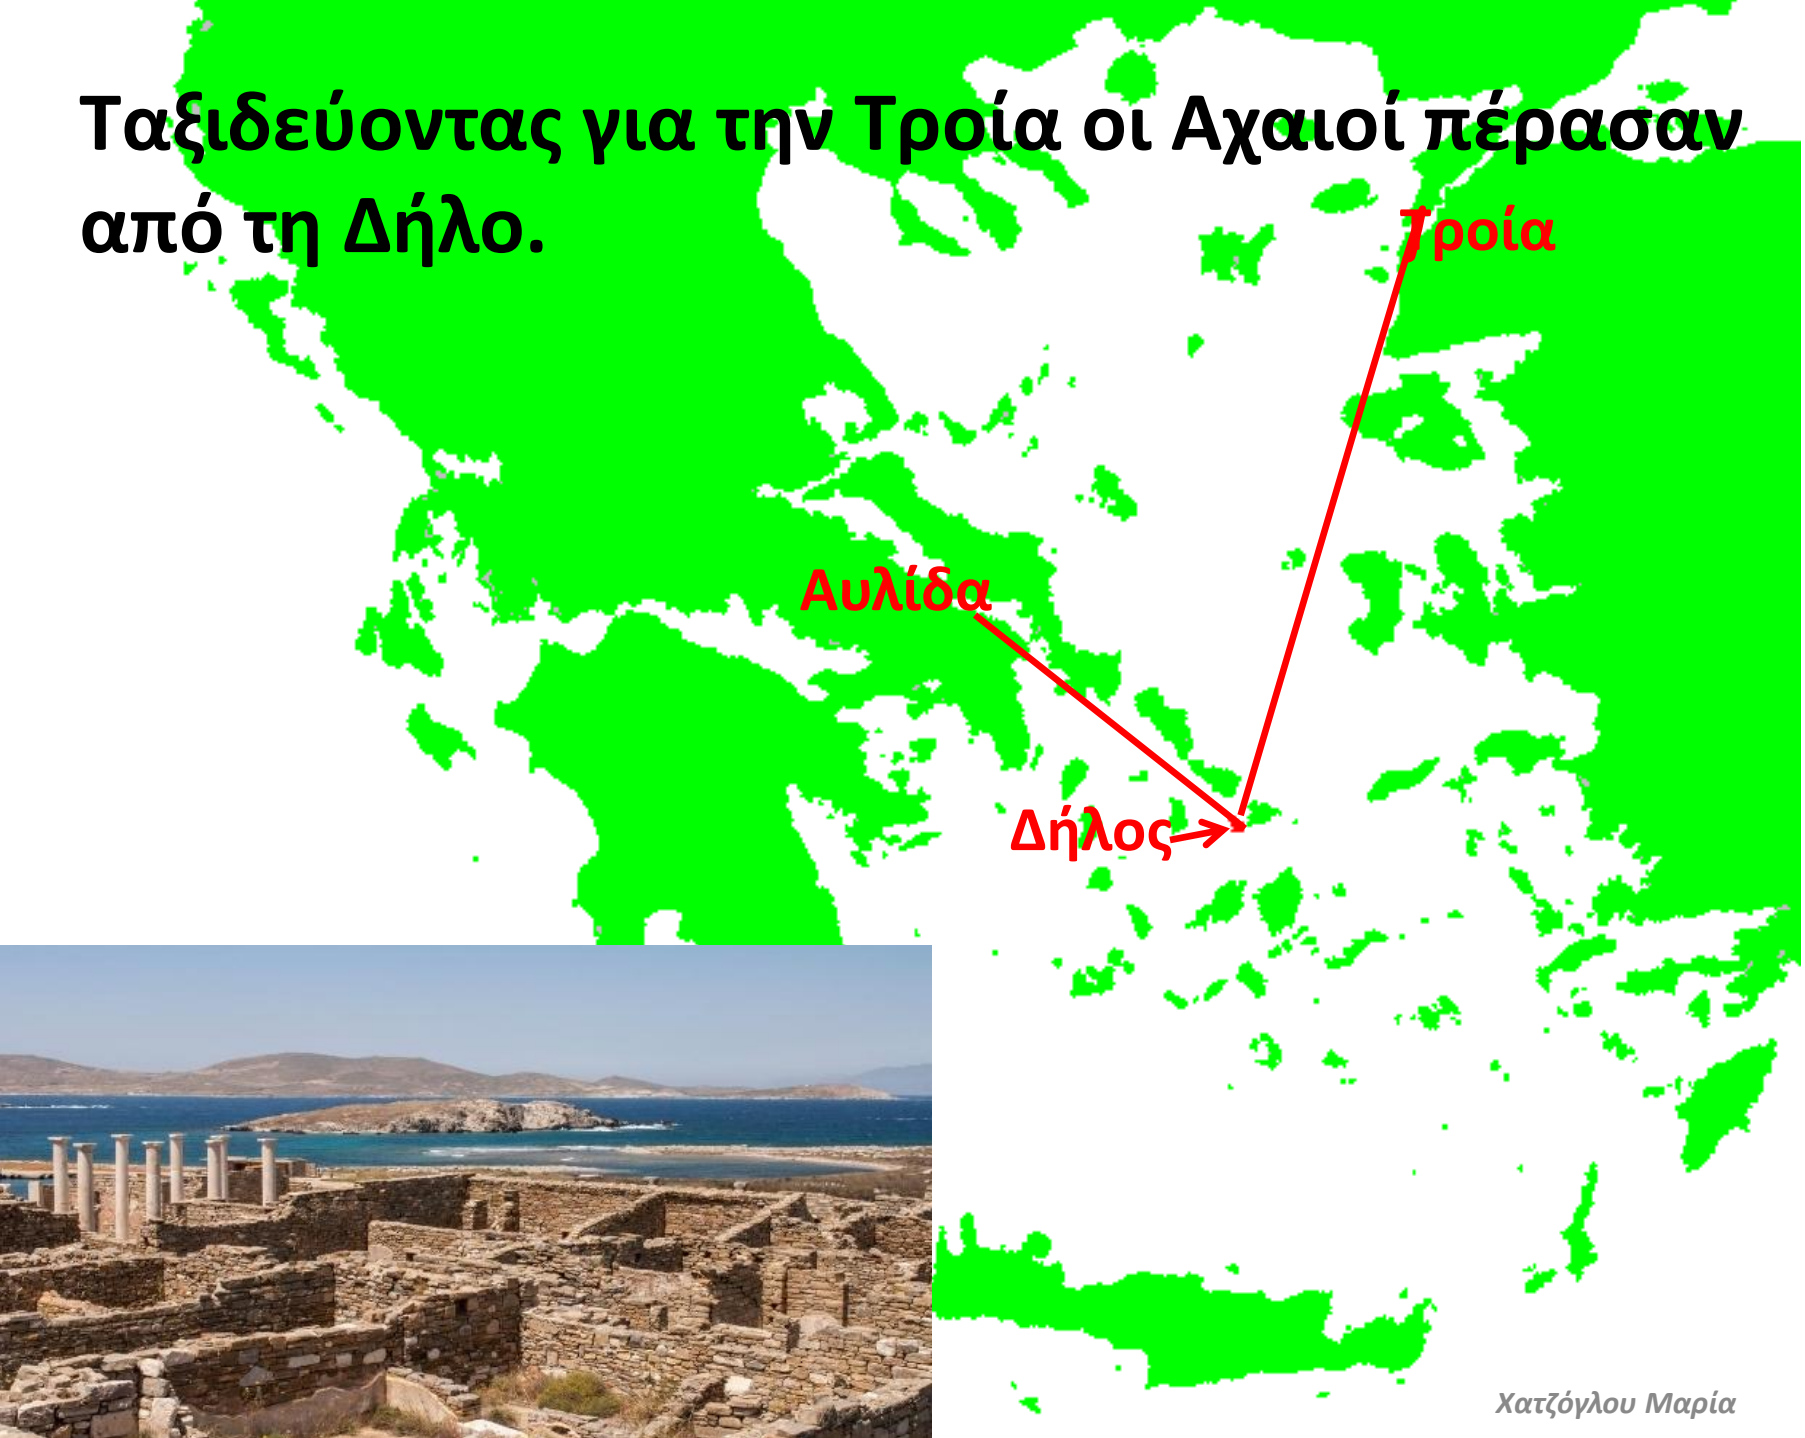 Ταξιδεύοντας για την Τροία οι Αχαιοί πέρασαν
από τη Δήλο.
Τροία
Αυλίδα
Δήλος
Χατζόγλου Μαρία